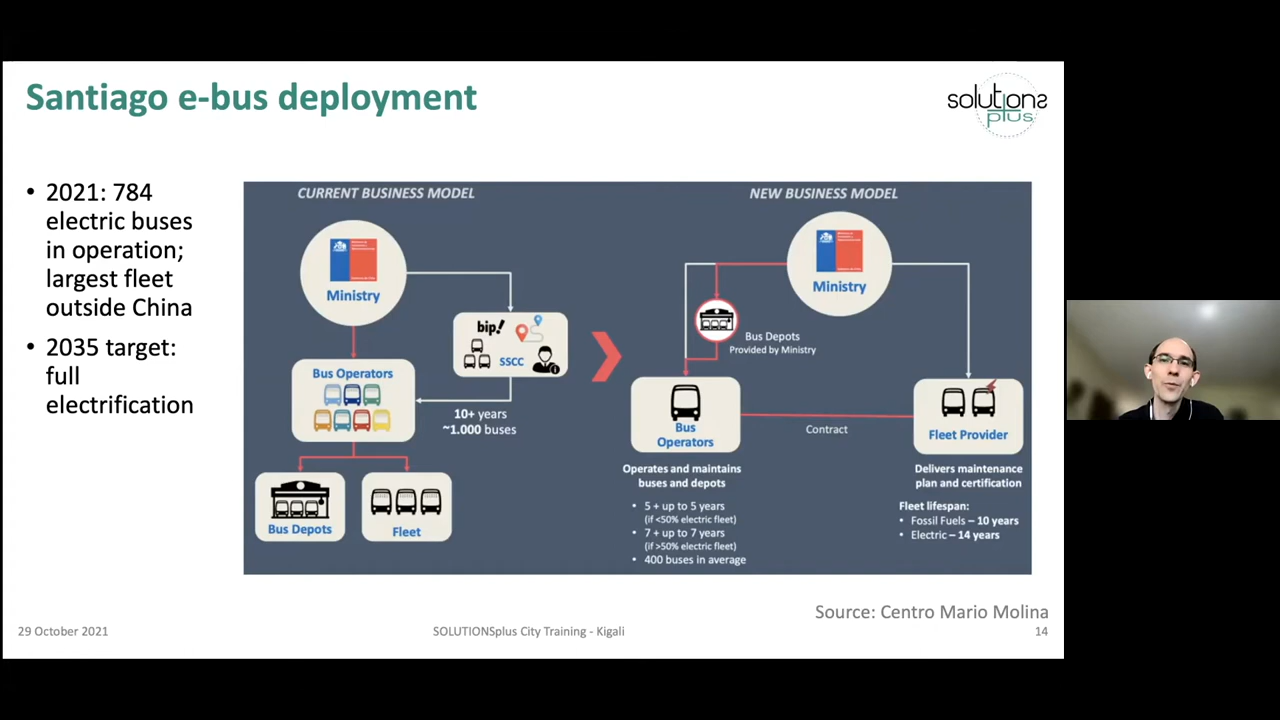 Santiago e-bus deployment
solutions
plus
• 2021: 784
electric buses
in operation;
largest fleet
outside China
• 2035 target:
full
electrification
CURRENT BUSINESS MODEL
Ministry
bip!
SSCC
Bus Operators
10+ years
~1.000 buses
Bus Depots
Fleet
NEW BUSINESS MODEL
Ministry
Bus Depots
Provided by Ministry
Bus
Operators
Contract
Fleet Provider
Operates and maintains
buses and depots
• 5 + up to 5 years
(if <50% electric fleet)
• 7 + up to 7 years
(if >50% electric fleet)
• 400 buses in average
Delivers maintenance
plan and certification
Fleet lifespan:
• Fossil Fuels – 10 years
• Electric – 14 years
Source: Centro Mario Molina
29 October 2021
SOLUTIONSplus City Training - Kigali
14